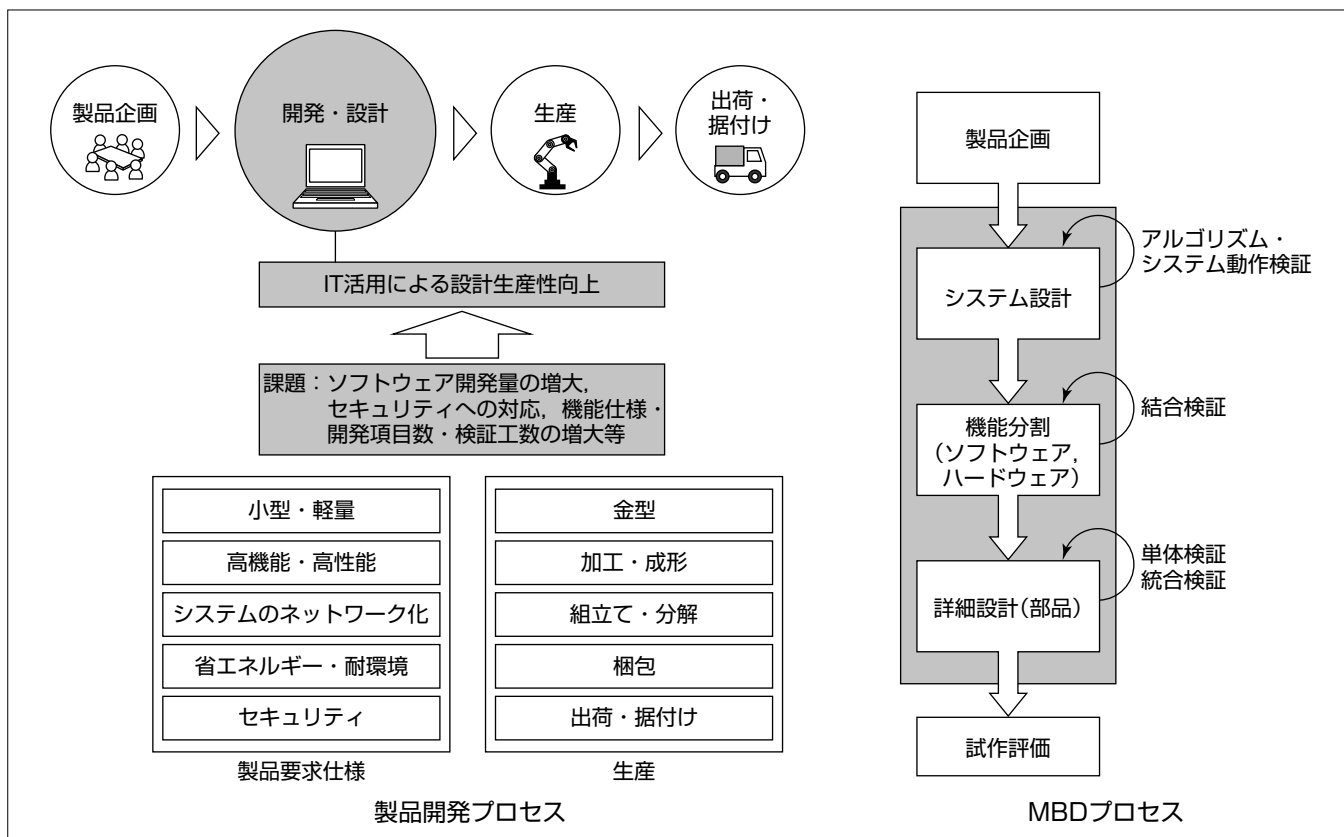 製品企画
開発・設計
生産
出荷・
据付け
IT活用による設計生産性向上
課題：ソフトウェア開発量の増大，
セキュリティへの対応，機能仕様・
開発項目数・検証工数の増大等
小型・軽量
高機能・高性能
システムのネットワーク化
省エネルギー・耐環境
セキュリティ
製品要求仕様
金型
加工・成形
組立て・分解
梱包
出荷・据付け
生産
製品開発プロセス
製品企画
システム設計
アルゴリズム・
システム動作検証
機能分割
（ソフトウェア，
ハードウェア）
結合検証
詳細設計（部品）
単体検証
統合検証
試作評価
MBDプロセス